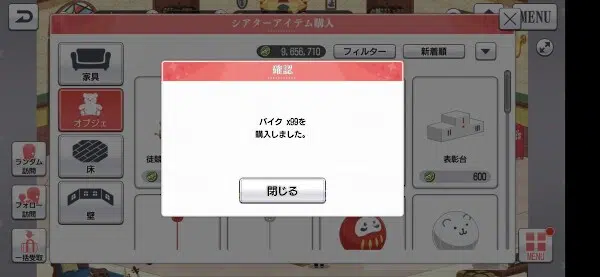 シアターアイテム購入
MENU
9,656,710
フィルター
新着順
家具
オブジェ
床
壁
確認
バイク x99を
購入しました。
閉じる
表彰台
600
ランダム
訪問
フォロー
訪問
一括受取
MENU